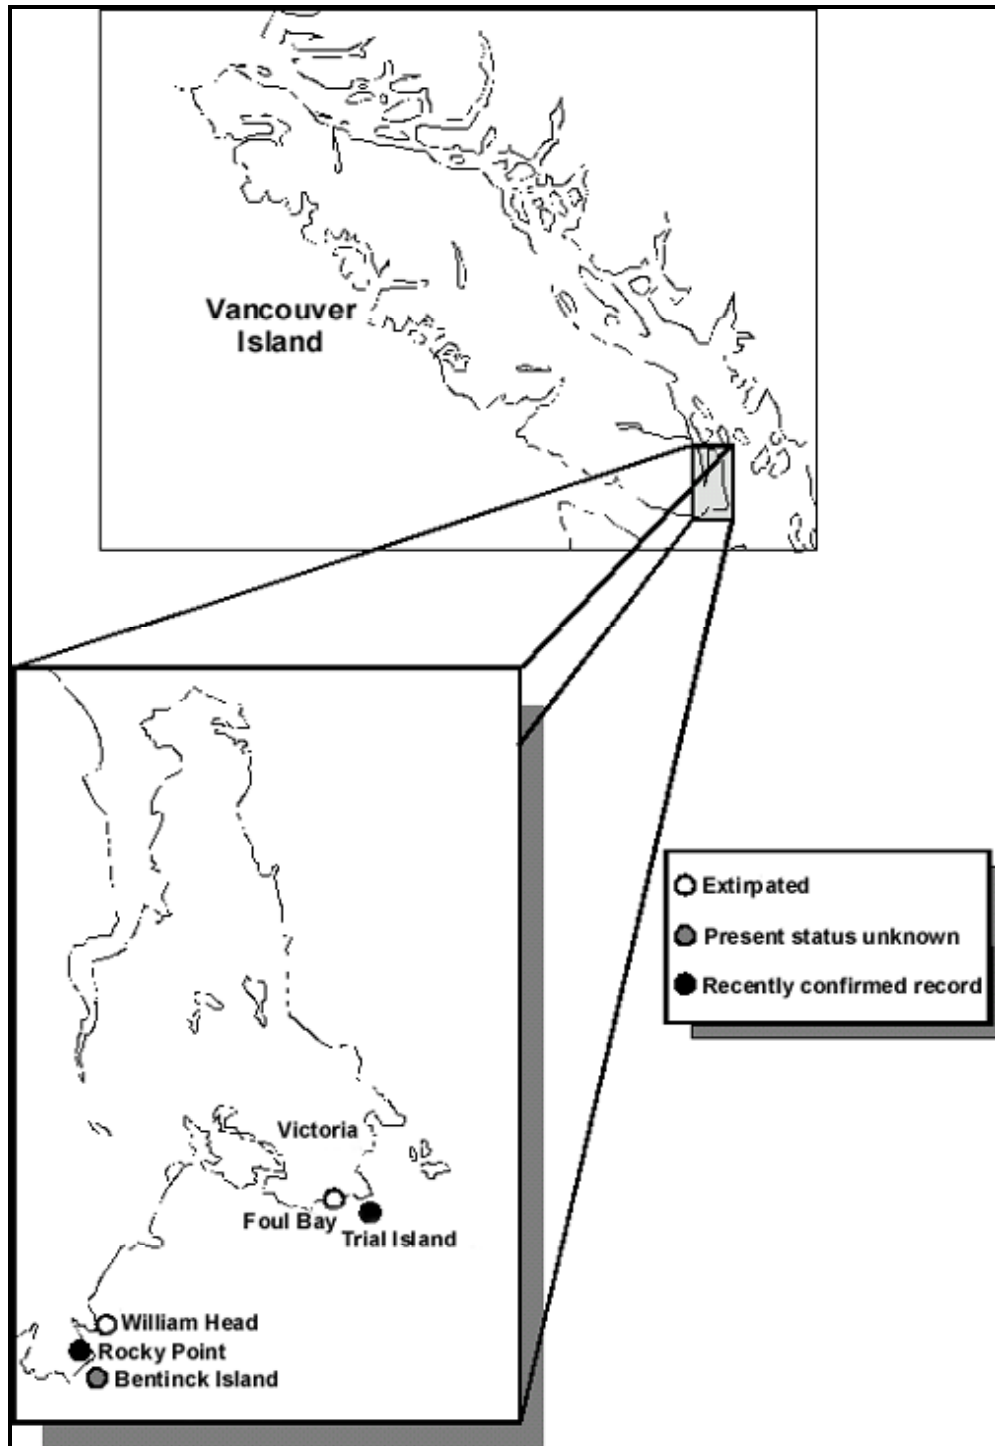 Vancouver
Island
Extirpated
Present status unknown
Recently confirmed record
Victoria
Foul Bay
Trial Island
William Head
Rocky Point
Bentinck Island